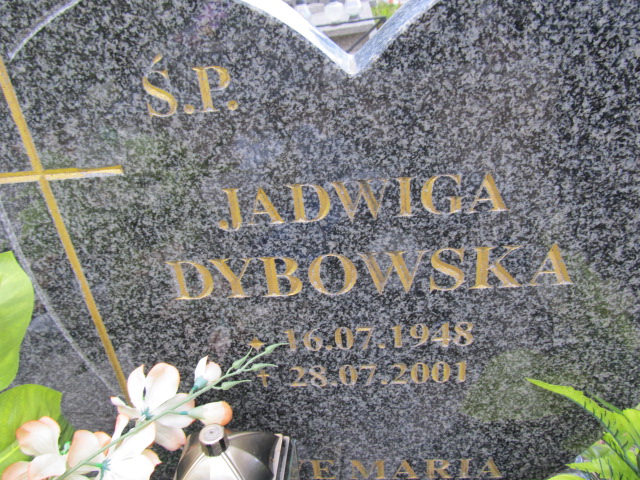 Ś.P.
JADWIGA
DYBOWSKA
* 16.07.1948
+ 28.07.2001
MARIA